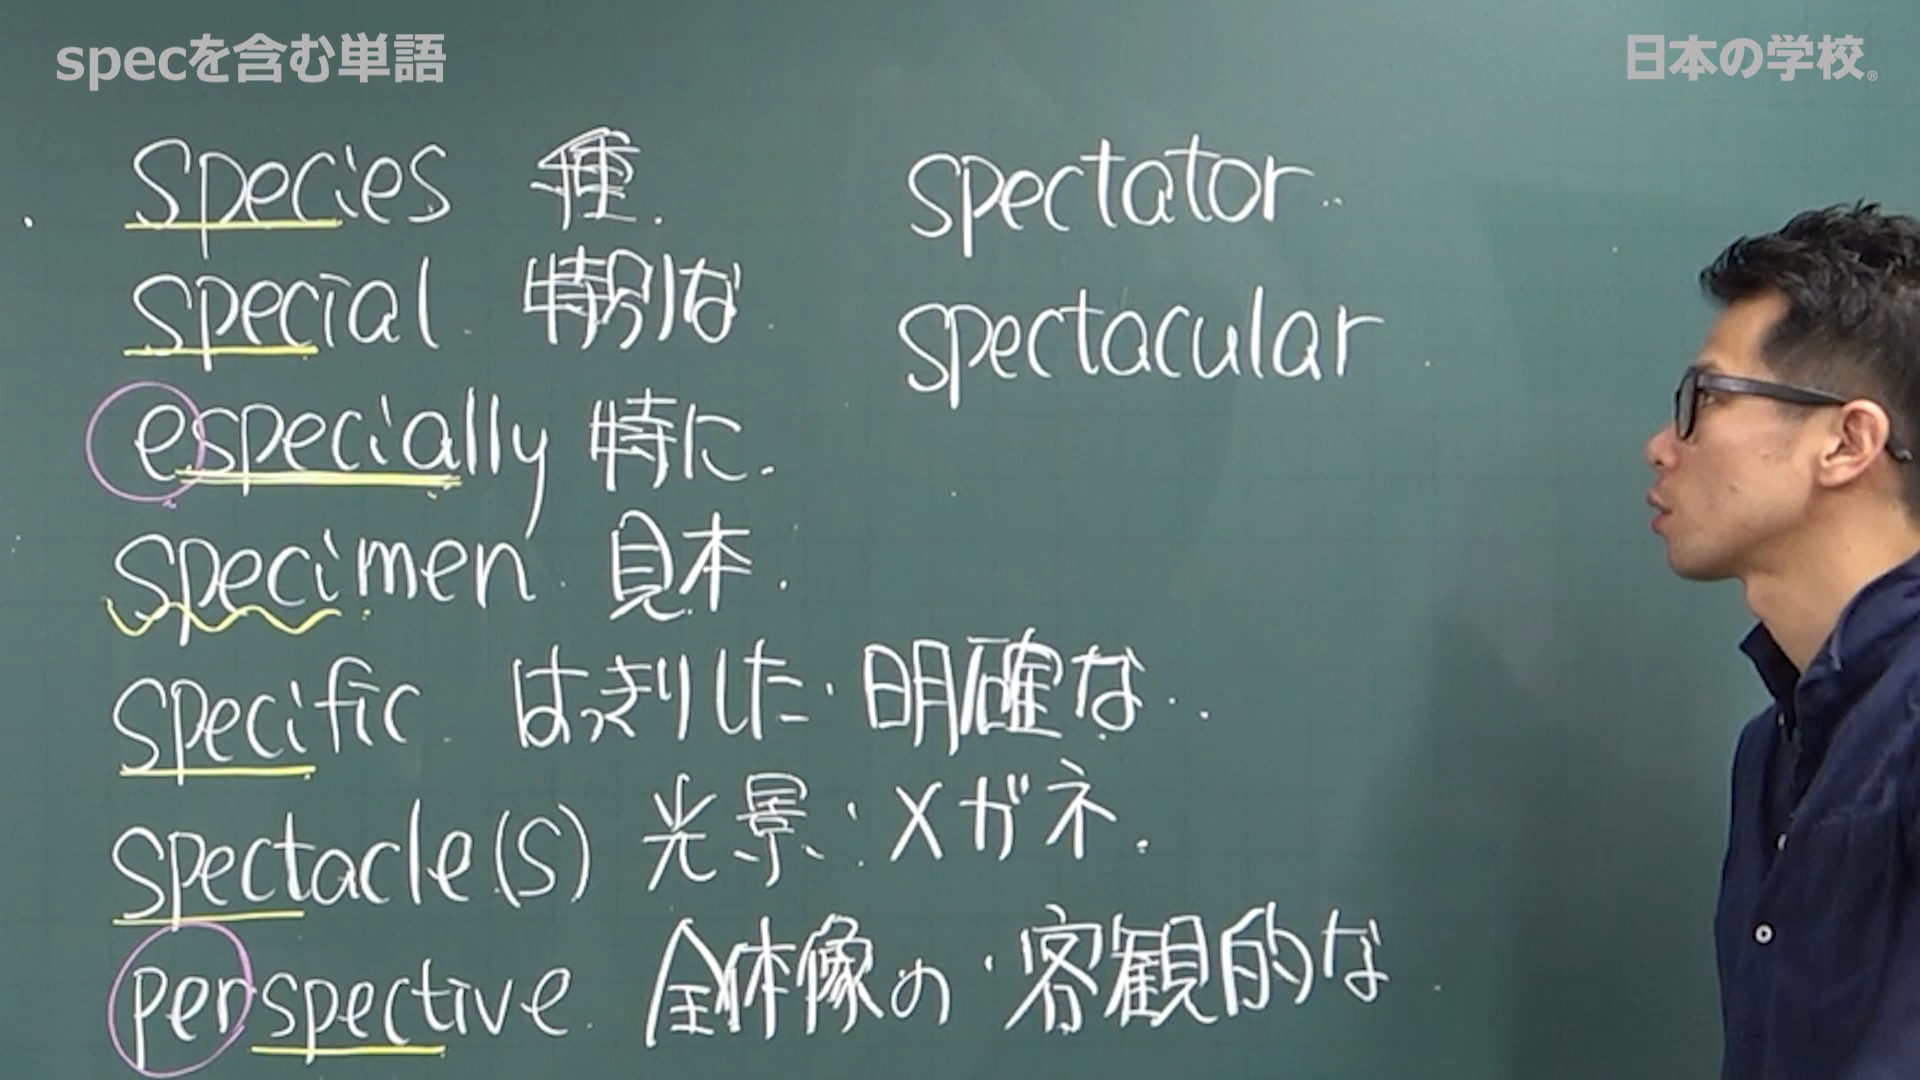 specを含む単語
日本の学校®
species 種.
special 特別な
especially 特に.
specimen 見本.
specific はっきりした・明確な
spectacle(s) 光景・メガネ.
perspective 全体像の・客観的な
spectator
spectacular